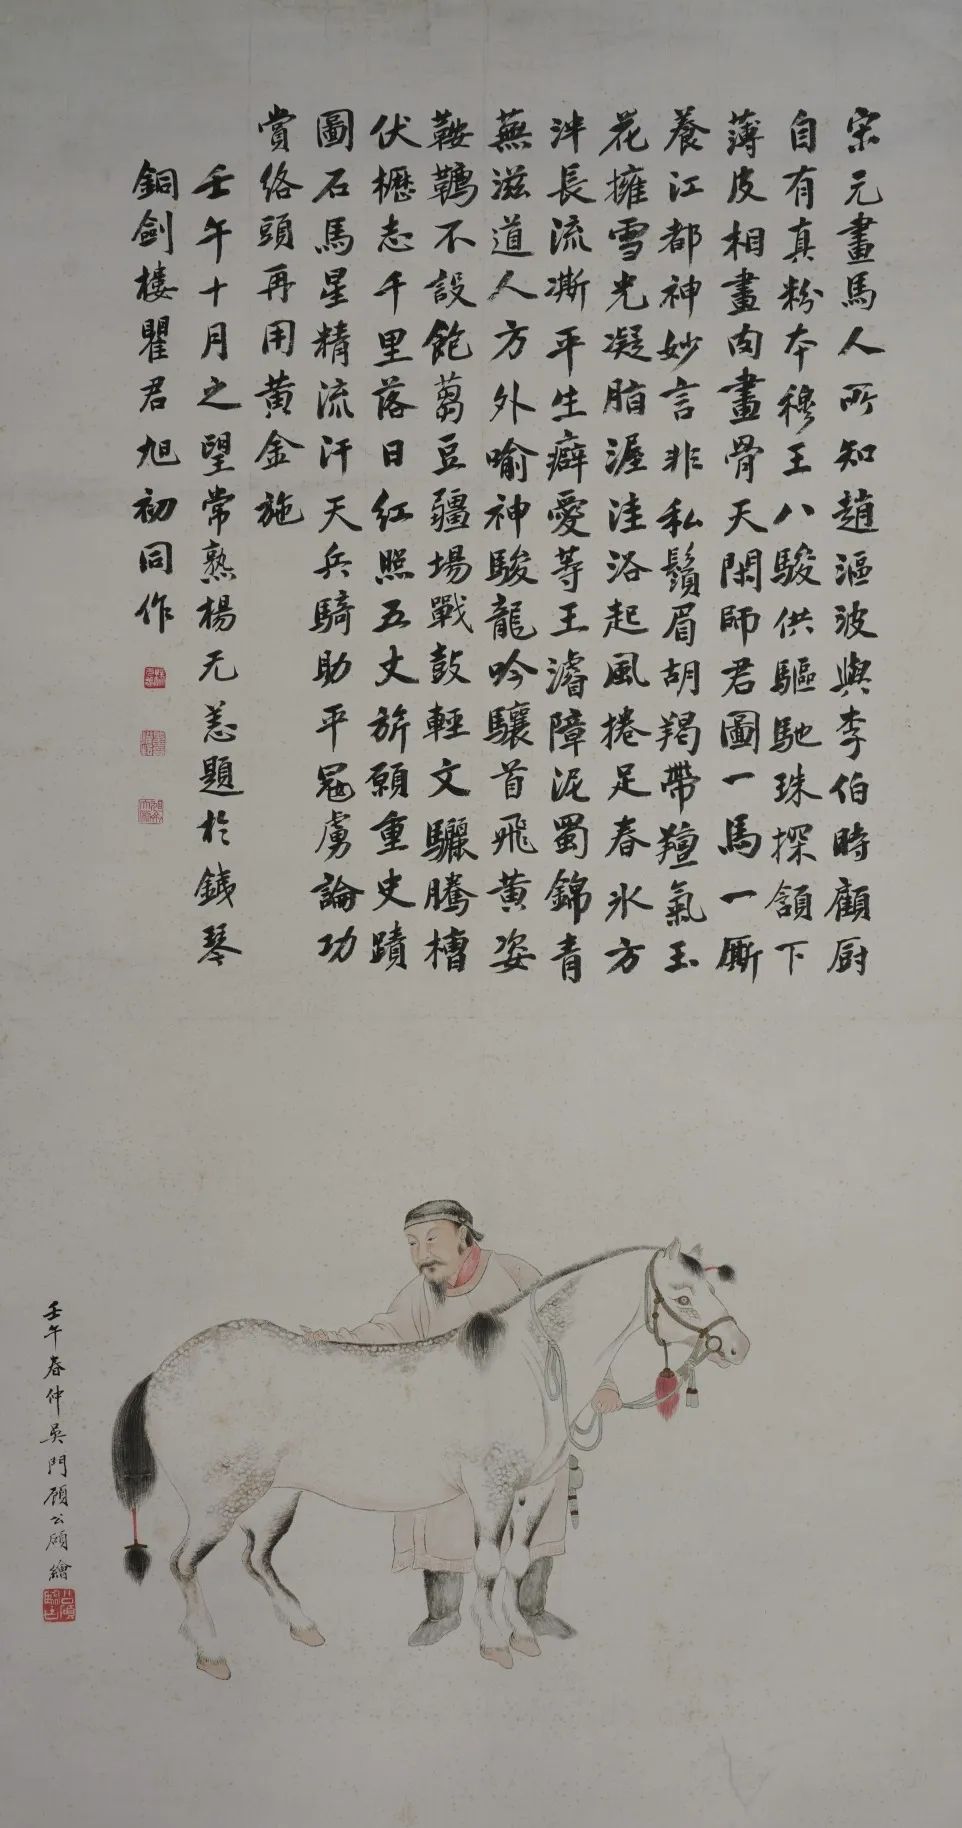 宋元畫馬人所知趙漚波與李伯時顧厨
自有真粉本穆王八駿供驅馳珠探頷下
薄皮相畫肉畫骨天閑師君圖一馬一厮
養江都神妙言非私鬚眉胡羯帶羶氣玉
花擁雪光凝脂渥洼浴起風捲足春氷方
泮長流澌平生癖愛等王濬障泥蜀錦青
蕪滋道人方外喻神駿龍吟驤首飛黃姿
鞍韉不設飽蒭豆疆場戰鼓輕文驪騰槽
伏櫪志千里落日紅照五丈旂願重史蹟
圖石馬星精流汗天兵騎助平冠虜論功
賞絡頭再用黃金施
壬午十月之望常熟楊无恙題於錢琴
銅劍樓瞿君旭初同作
壬午春仲吳門顧公碩繪